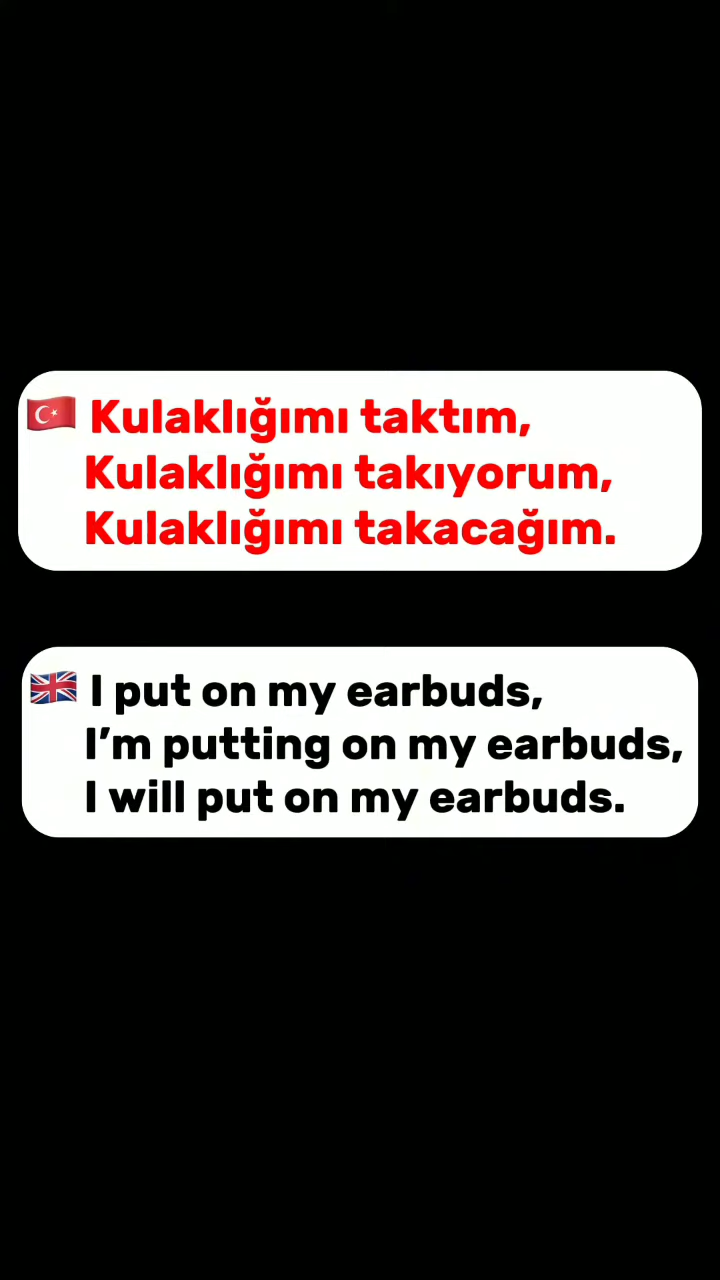 Kulaklığımı taktım,
Kulaklığımı takıyorum,
Kulaklığımı takacağım.
I put on my earbuds,
I’m putting on my earbuds,
I will put on my earbuds.